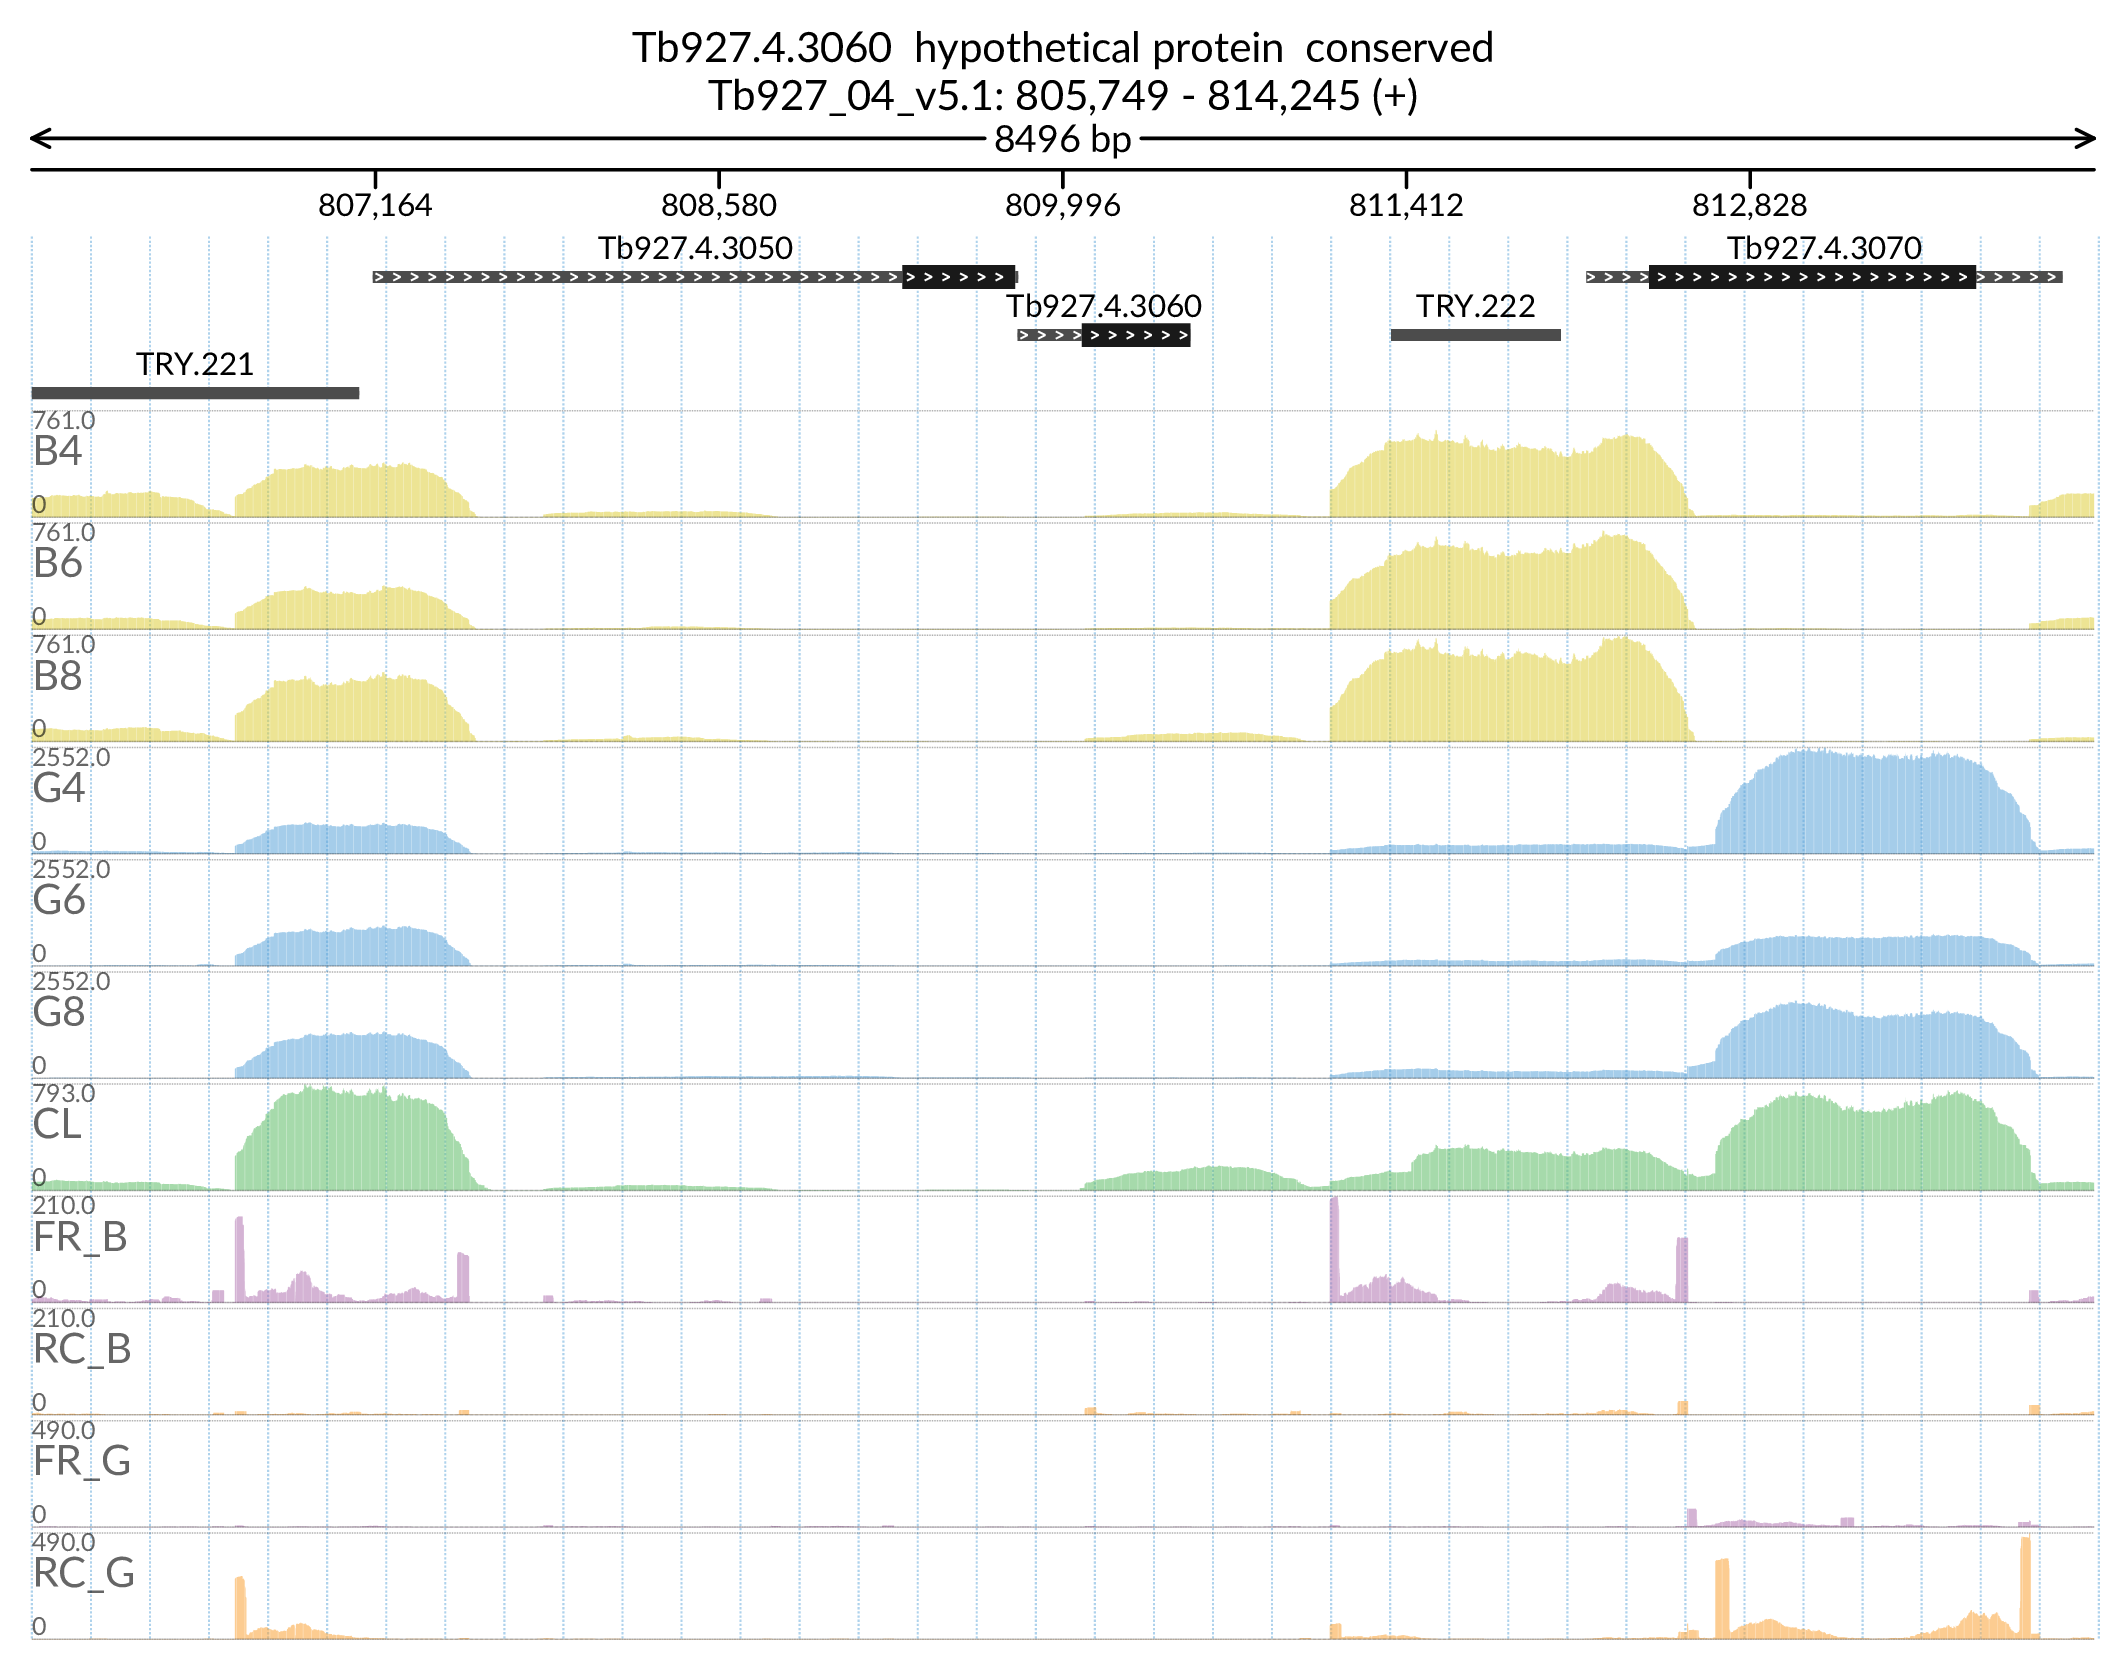 Tb927.4.3060  hypothetical protein  conserved
Tb927_04_v5.1: 805,749 - 814,245 (+)
8496 bp
807,164 808,580 809,996 811,412 812,828
Tb927.4.3050 Tb927.4.3070
Tb927.4.3060 TRY.222
TRY.221
761.0
B4
0
761.0
B6
0
761.0
B8
0
2552.0
G4
0
2552.0
G6
0
2552.0
G8
0
793.0
CL
0
210.0
FR_B
0
210.0
RC_B
0
490.0
FR_G
0
490.0
RC_G
0